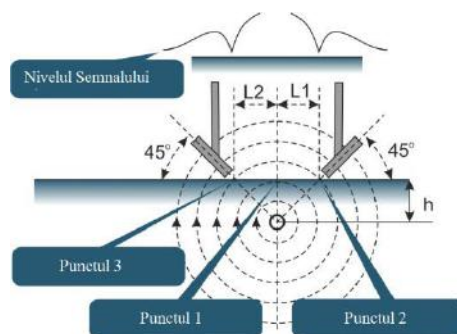 Nivelul Semnalului
L2
L1
45°
45°
h
Punctul 3
Punctul 1
Punctul 2